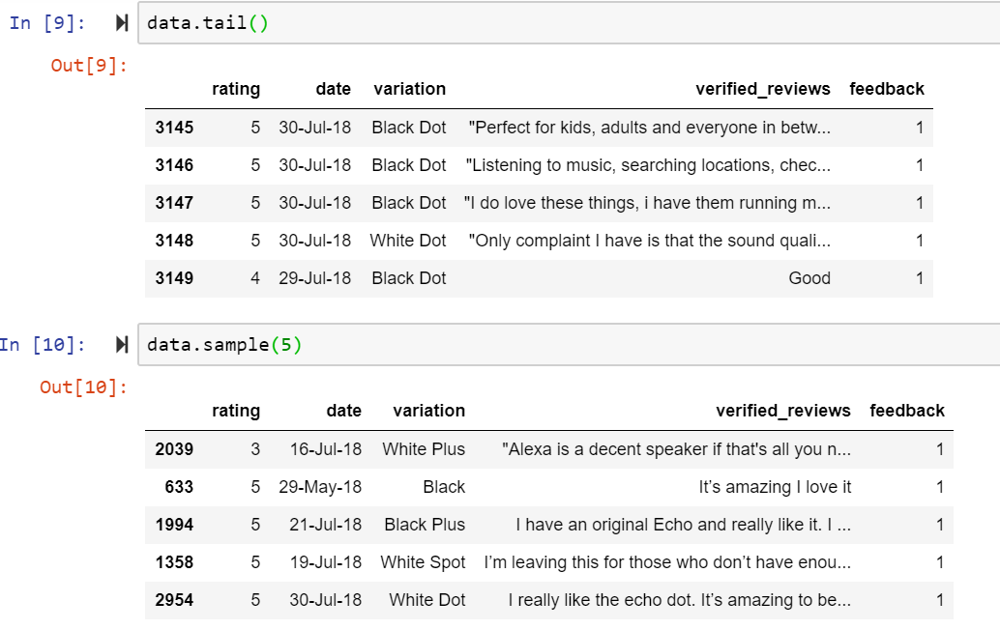 In [9]: data.tail()
Out[9]:
rating date variation verified_reviews feedback
3145 5 30-Jul-18 Black Dot "Perfect for kids, adults and everyone in betw... 1
3146 5 30-Jul-18 Black Dot "Listening to music, searching locations, chec... 1
3147 5 30-Jul-18 Black Dot "I do love these things, i have them running m... 1
3148 5 30-Jul-18 White Dot "Only complaint I have is that the sound quali... 1
3149 4 29-Jul-18 Black Dot Good 1
In [10]: data.sample(5)
Out[10]:
rating date variation verified_reviews feedback
2039 3 16-Jul-18 White Plus "Alexa is a decent speaker if that's all you n... 1
633 5 29-May-18 Black It’s amazing I love it 1
1994 5 21-Jul-18 Black Plus I have an original Echo and really like it. I ... 1
1358 5 19-Jul-18 White Spot I’m leaving this for those who don’t have enou... 1
2954 5 30-Jul-18 White Dot I really like the echo dot. It’s amazing to be... 1